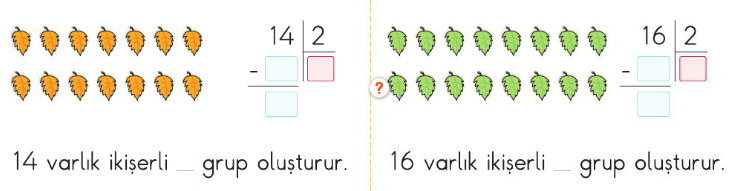 14 2
-
14 varlık ikişerli __ grup oluşturur.
16 2
-
?
16 varlık ikişerli __ grup oluşturur.